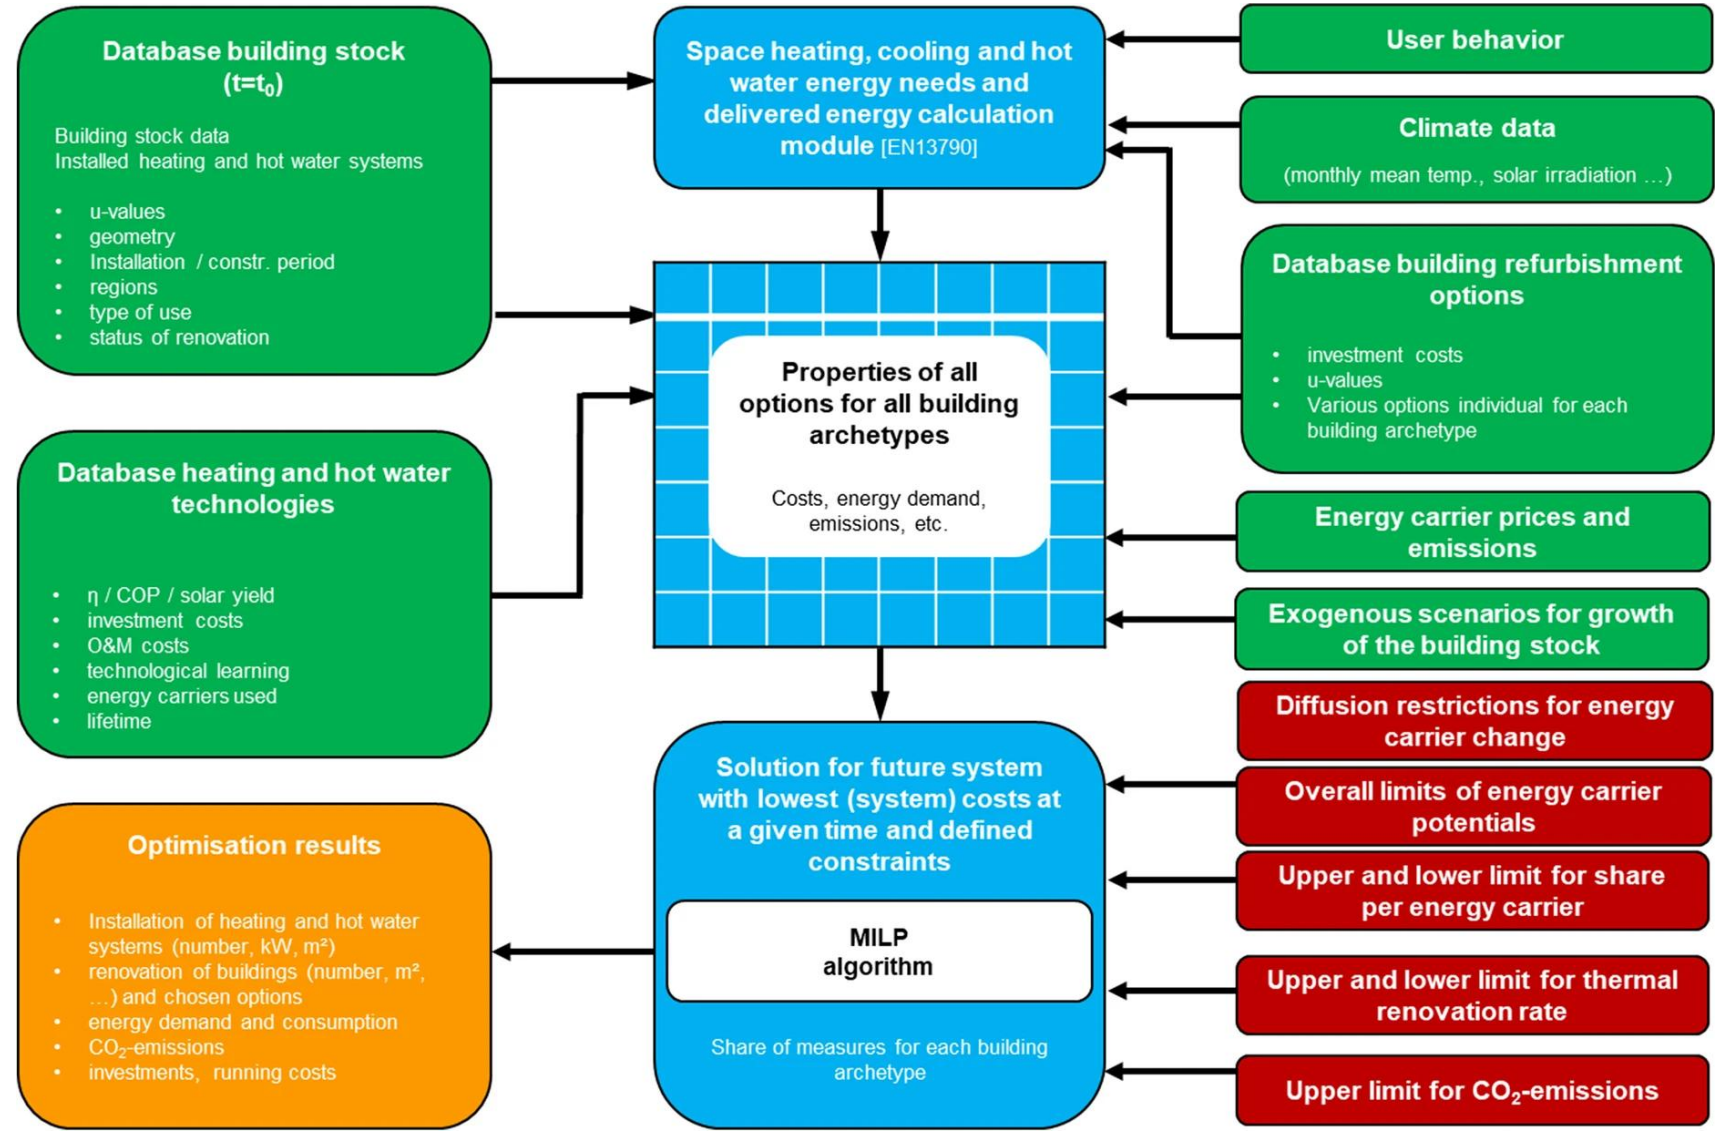 Database building stock
(t=t₀)
Building stock data
Installed heating and hot water systems
• u-values
• geometry
• Installation / constr. period
• regions
• type of use
• status of renovation
Database heating and hot water
technologies
• η / COP / solar yield
• investment costs
• O&M costs
• technological learning
• energy carriers used
• lifetime
Optimisation results
• Installation of heating and hot water
systems (number, kW, m²)
• renovation of buildings (number, m²,
…) and chosen options
• energy demand and consumption
• CO₂-emissions
• investments, running costs
Space heating, cooling and hot
water energy needs and
delivered energy calculation
module [EN13790]
Properties of all
options for all building
archetypes
Costs, energy demand,
emissions, etc.
Solution for future system
with lowest (system) costs at
a given time and defined
constraints
MILP
algorithm
Share of measures for each building
archetype
User behavior
Climate data
(monthly mean temp., solar irradiation …)
Database building refurbishment
options
• investment costs
• u-values
• Various options individual for each
building archetype
Energy carrier prices and
emissions
Exogenous scenarios for growth
of the building stock
Diffusion restrictions for energy
carrier change
Overall limits of energy carrier
potentials
Upper and lower limit for share
per energy carrier
Upper and lower limit for thermal
renovation rate
Upper limit for CO₂-emissions